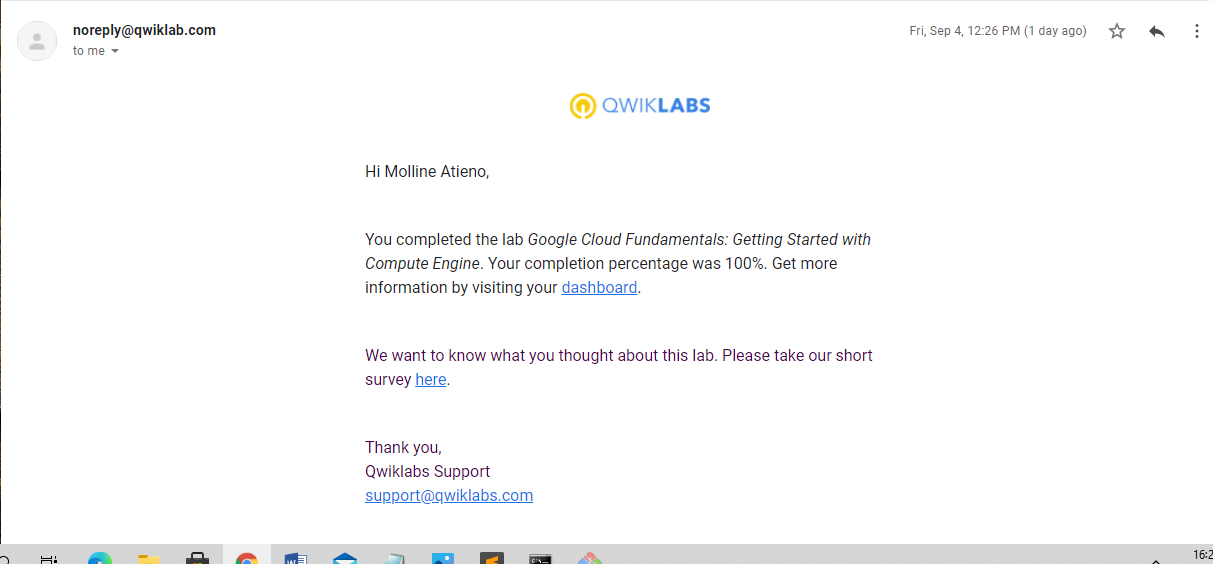 noreply@qwiklab.com
Fri, Sep 4, 12:26 PM (1 day ago)
to me
QWIKLABS
Hi Molline Atieno,
You completed the lab Google Cloud Fundamentals: Getting Started with
Compute Engine. Your completion percentage was 100%. Get more
information by visiting your dashboard.
We want to know what you thought about this lab. Please take our short
survey here.
Thank you,
Qwiklabs Support
support@qwiklabs.com
16:2